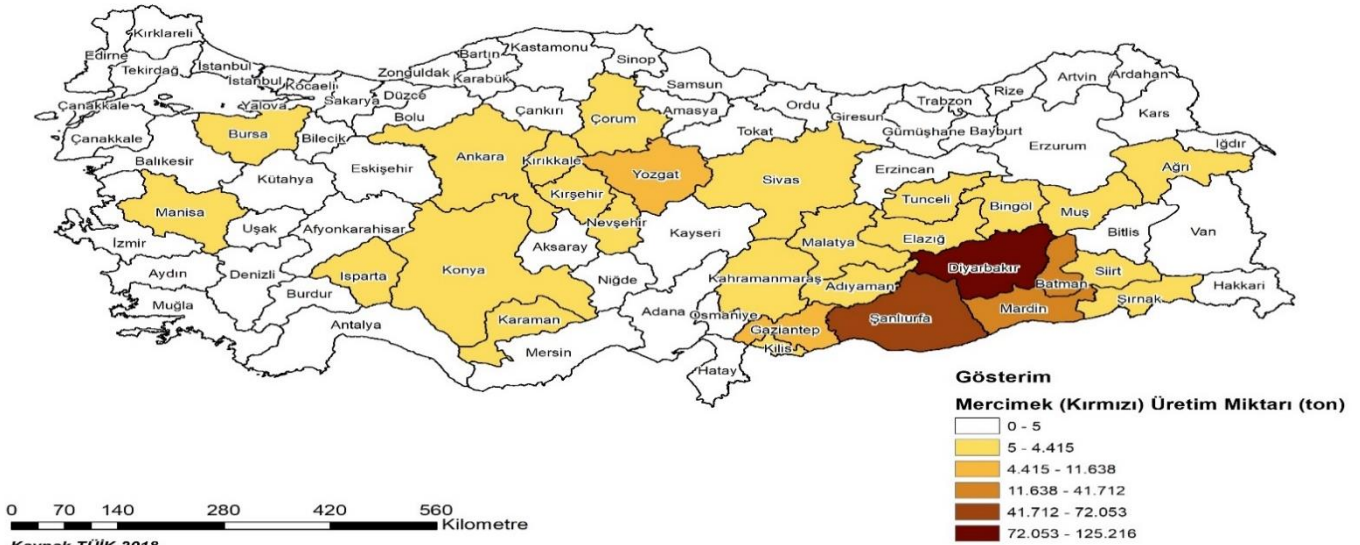 Kırklareli
Edirne
Tekirdağ
İstanbul
İstanbul
Kocaeli
Yalova
Sakarya
Düzce
Zonguldak
Bartın
Karabük
Kastamonu
Sinop
Samsun
Ordu
Giresun
Trabzon
Rize
Artvin
Ardahan
Kars
Çanakkale
Çanakkale
Bursa
Bilecik
Bolu
Çankırı
Çorum
Amasya
Tokat
Gümüşhane
Bayburt
Erzurum
Iğdır
Balıkesir
Kütahya
Eskişehir
Ankara
Kırıkkale
Yozgat
Sivas
Erzincan
Ağrı
Manisa
Uşak
Afyonkarahisar
Kırşehir
Nevşehir
Kayseri
Malatya
Tunceli
Elazığ
Bingöl
Muş
Bitlis
Van
İzmir
Aydın
Denizli
Isparta
Konya
Aksaray
Niğde
Kahramanmaraş
Adıyaman
Diyarbakır
Batman
Siirt
Şırnak
Hakkari
Muğla
Burdur
Antalya
Karaman
Mersin
Adana
Osmaniye
Gaziantep
Kilis
Şanlıurfa
Mardin
Hatay
Gösterim
Mercimek (Kırmızı) Üretim Miktarı (ton)
0 - 5
5 - 4.415
4.415 - 11.638
11.638 - 41.712
41.712 - 72.053
72.053 - 125.216
0 70 140 280 420 560
Kilometre
Kaynak TÜİK 2018